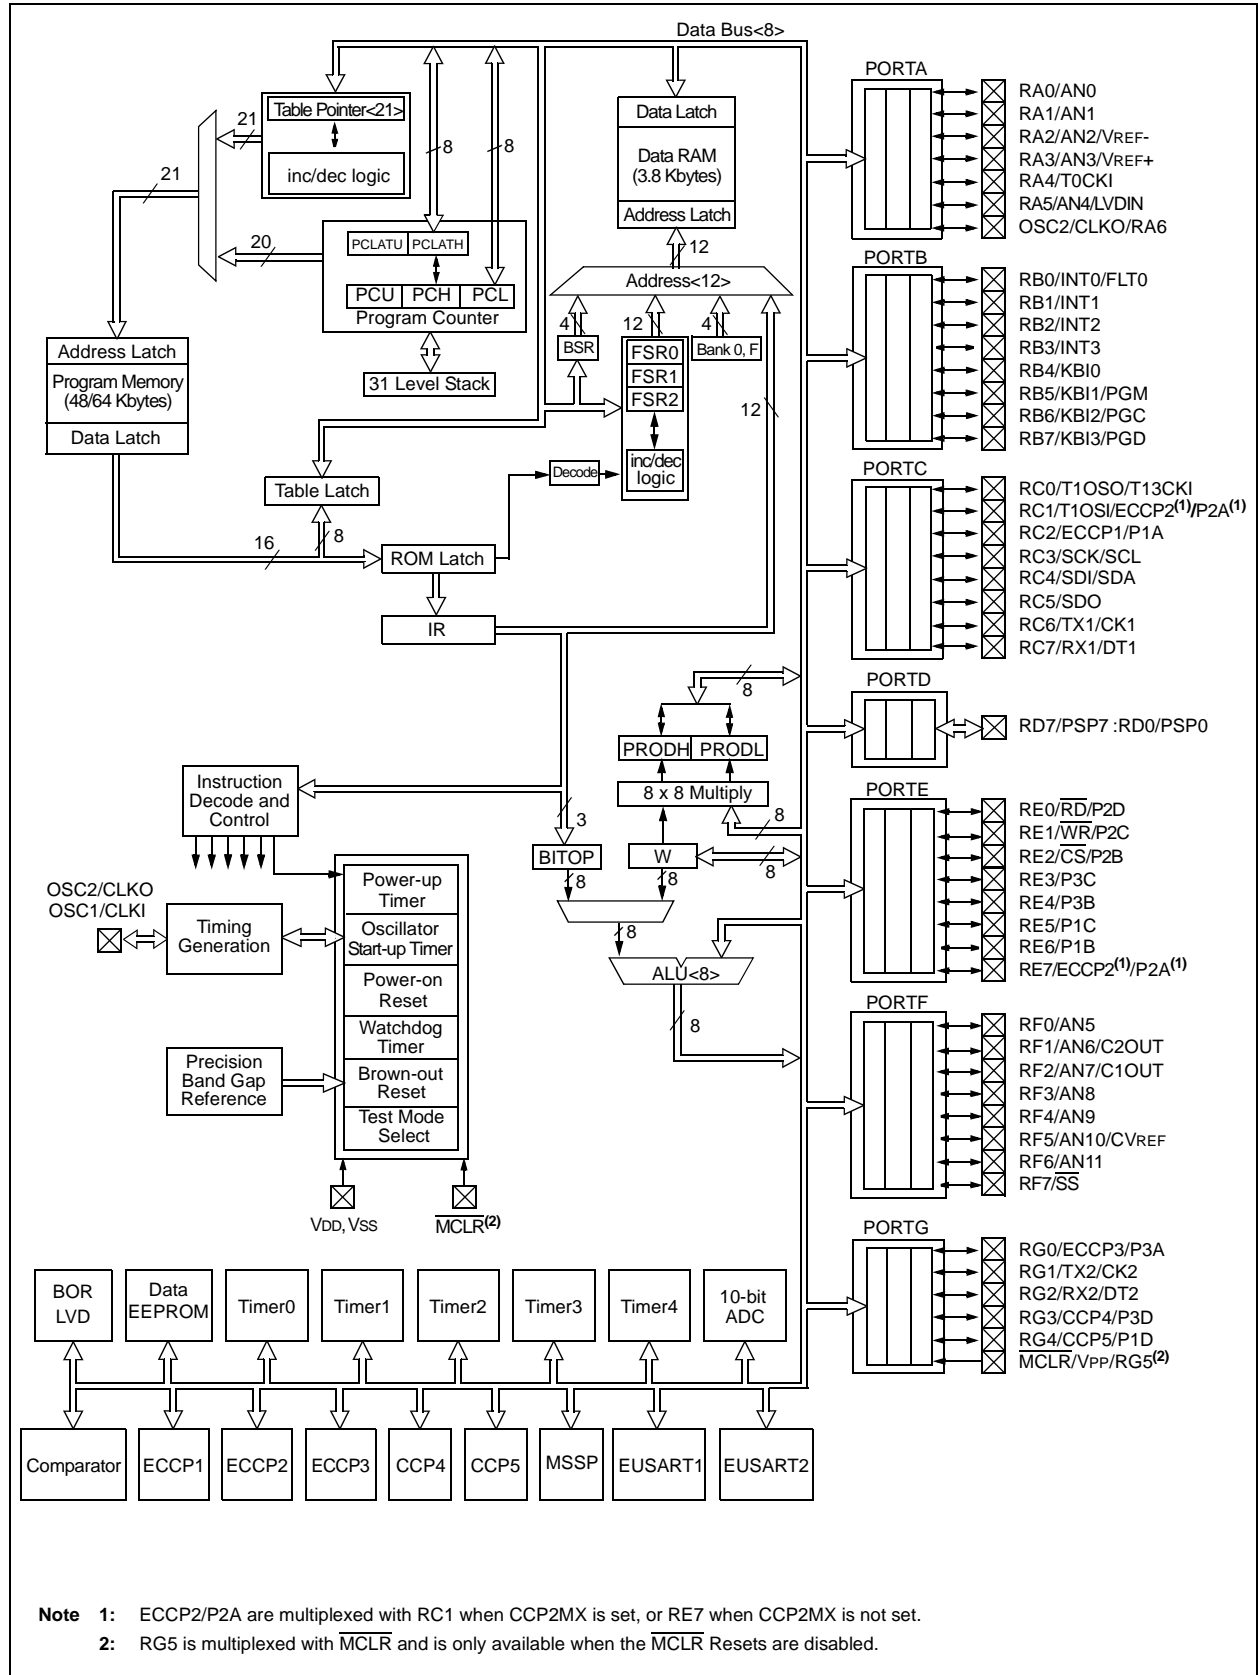 Data Bus<8>
Table Pointer<21>
inc/dec logic
21
21
20
8
8
PCLATU
PCLATH
PCU
PCH
PCL
Program Counter
31 Level Stack
Address Latch
Program Memory
(48/64 Kbytes)
Data Latch
Table Latch
16
8
ROM Latch
IR
Data Latch
Data RAM
(3.8 Kbytes)
Address Latch
12
Address<12>
4
BSR
12
FSR0
FSR1
FSR2
inc/dec
logic
4
Bank 0, F
12
Decode
8
PRODH
PRODL
8 x 8 Multiply
8
3
BITOP
W
8
8
8
8
ALU<8>
8
Instruction
Decode and
Control
OSC2/CLKO
OSC1/CLKI
Timing
Generation
Precision
Band Gap
Reference
Power-up
Timer
Oscillator
Start-up Timer
Power-on
Reset
Watchdog
Timer
Brown-out
Reset
Test Mode
Select
VDD, VSS
MCLR(2)
PORTA
RA0/AN0
RA1/AN1
RA2/AN2/VREF-
RA3/AN3/VREF+
RA4/T0CKI
RA5/AN4/LVDIN
OSC2/CLKO/RA6
PORTB
RB0/INT0/FLT0
RB1/INT1
RB2/INT2
RB3/INT3
RB4/KBI0
RB5/KBI1/PGM
RB6/KBI2/PGC
RB7/KBI3/PGD
PORTC
RC0/T1OSO/T13CKI
RC1/T1OSI/ECCP2(1)/P2A(1)
RC2/ECCP1/P1A
RC3/SCK/SCL
RC4/SDI/SDA
RC5/SDO
RC6/TX1/CK1
RC7/RX1/DT1
PORTD
RD7/PSP7 :RD0/PSP0
PORTE
RE0/RD/P2D
RE1/WR/P2C
RE2/CS/P2B
RE3/P3C
RE4/P3B
RE5/P1C
RE6/P1B
RE7/ECCP2(1)/P2A(1)
PORTF
RF0/AN5
RF1/AN6/C2OUT
RF2/AN7/C1OUT
RF3/AN8
RF4/AN9
RF5/AN10/CVREF
RF6/AN11
RF7/SS
PORTG
RG0/ECCP3/P3A
RG1/TX2/CK2
RG2/RX2/DT2
RG3/CCP4/P3D
RG4/CCP5/P1D
MCLR/VPP/RG5(2)
BOR
LVD
Data
EEPROM
Timer0
Timer1
Timer2
Timer3
Timer4
10-bit
ADC
Comparator
ECCP1
ECCP2
ECCP3
CCP4
CCP5
MSSP
EUSART1
EUSART2
Note 1: ECCP2/P2A are multiplexed with RC1 when CCP2MX is set, or RE7 when CCP2MX is not set.
2: RG5 is multiplexed with MCLR and is only available when the MCLR Resets are disabled.